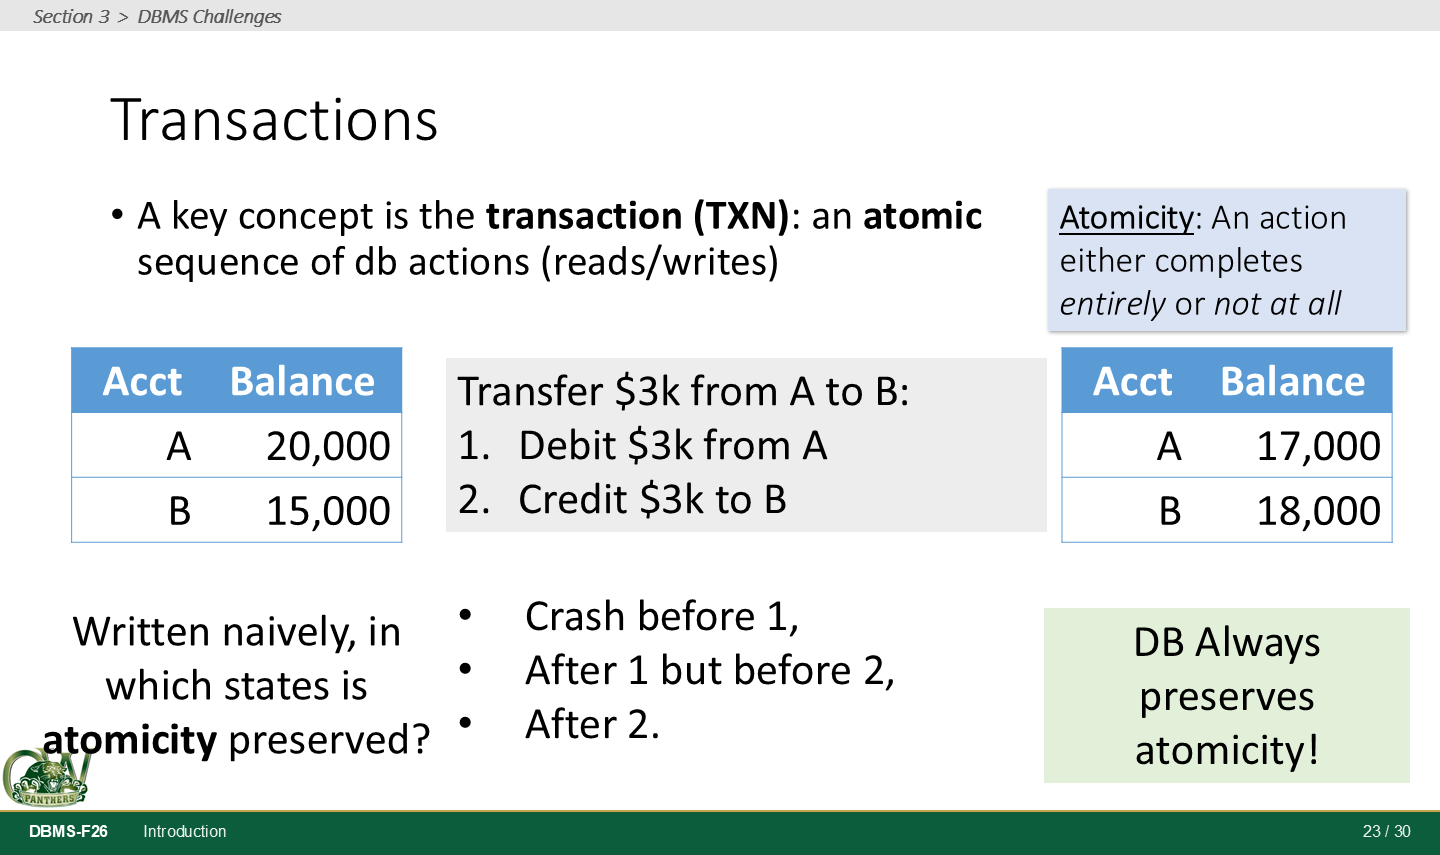 Section 3 > DBMS Challenges
Transactions
• A key concept is the transaction (TXN): an atomic
sequence of db actions (reads/writes)
Atomicity: An action
either completes
entirely or not at all
Acct Balance
A 20,000
B 15,000
Transfer $3k from A to B:
1. Debit $3k from A
2. Credit $3k to B
Acct Balance
A 17,000
B 18,000
Written naively, in
which states is
atomicity preserved?
• Crash before 1,
• After 1 but before 2,
• After 2.
DB Always
preserves
atomicity!
PANTHERS
DBMS-F26 Introduction 23 / 30